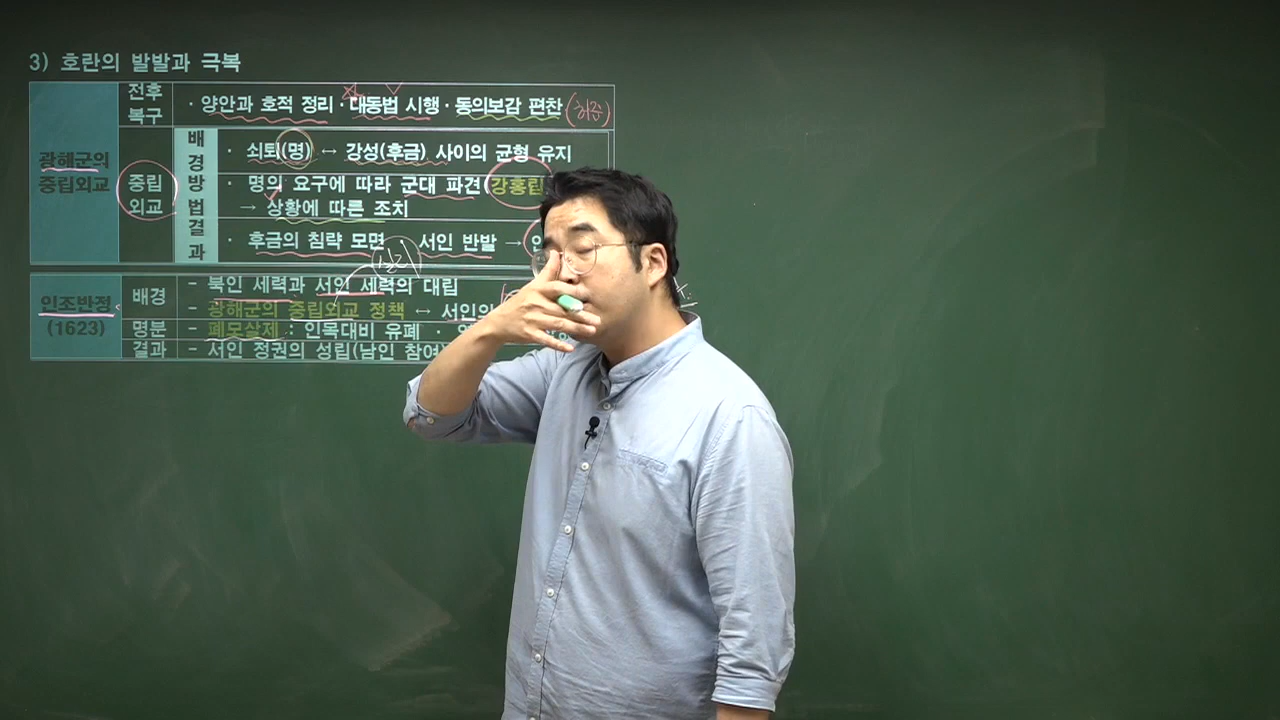 3) 호란의 발발과 극복
광해군의
중립외교
전후
복구
· 양안과 호적 정리 · 대동법 시행 · 동의보감 편찬 (허준)
중립
외교
배
경
· 쇠퇴(명) ↔ 강성(후금) 사이의 균형 유지
방
법
· 명의 요구에 따라 군대 파견(강홍립
→ 상황에 따른 조치
결
과
· 후금의 침략 모면 서인 반발 →
(실리)
인조반정
(1623)
배경
- 북인 세력과 서인 세력의 대립
- 광해군의 중립외교 정책 ↔ 서인의
명분
- 폐모살제 : 인목대비 유폐 ·
결과
- 서인 정권의 성립(남인 참여)